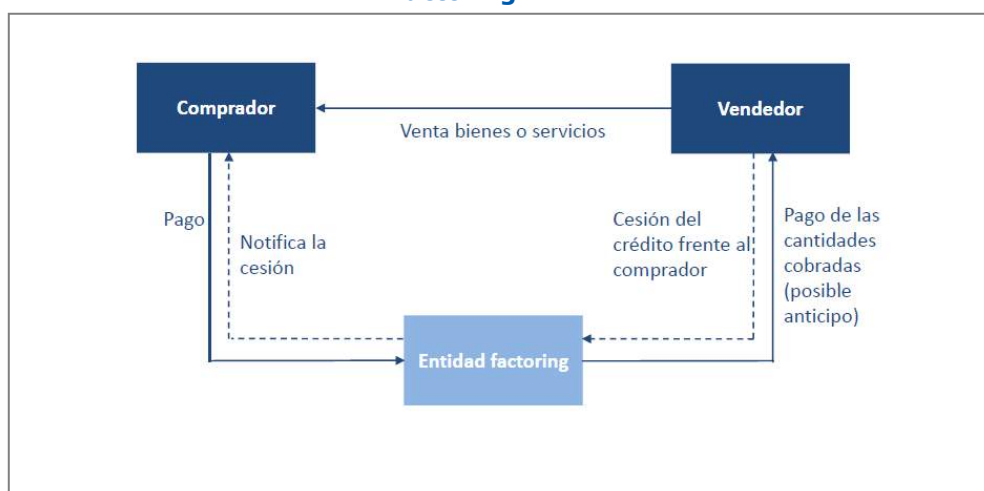 Comprador
Vendedor
Venta bienes o servicios
Pago
Notifica la
cesión
Cesión del
crédito frente al
comprador
Pago de las
cantidades
cobradas
(posible
anticipo)
Entidad factoring